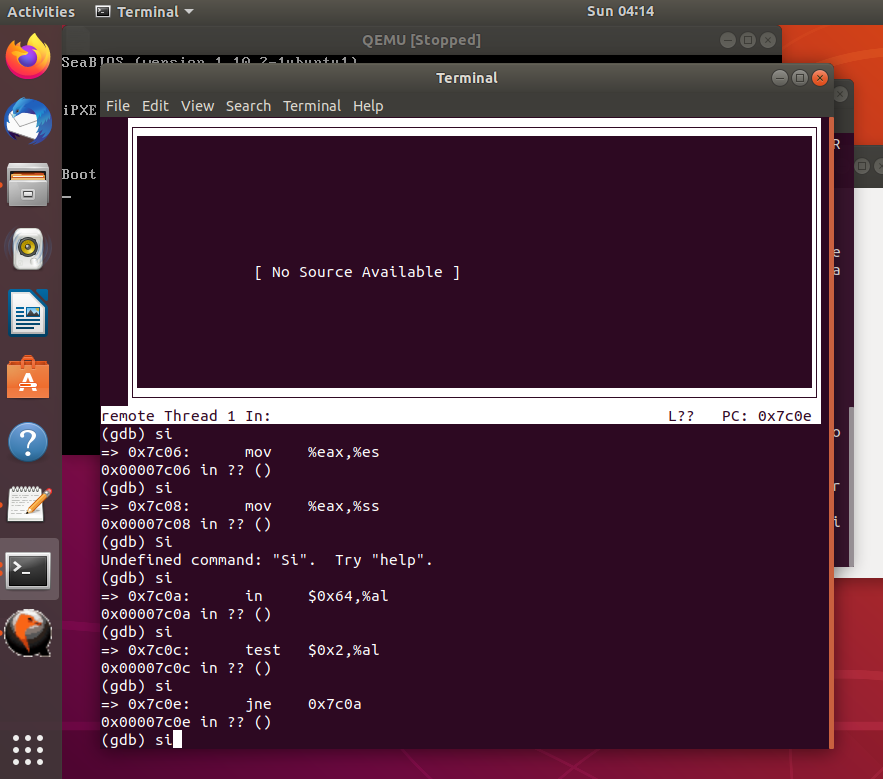 Activities Terminal Sun 04:14
QEMU [Stopped]
SeaBIOS (version 1.10.2-1ubuntu1)
Terminal
File Edit View Search Terminal Help
iPXE
R
Boot
e
a
[ No Source Available ]
remote Thread 1 In: L?? PC: 0x7c0e
(gdb) si
o
=> 0x7c06: mov %eax,%es
0x00007c06 in ?? ()
(gdb) si
r
=> 0x7c08: mov %eax,%ss
0x00007c08 in ?? ()
i
(gdb) Si
Undefined command: "Si". Try "help".
(gdb) si
=> 0x7c0a: in $0x64,%al
0x00007c0a in ?? ()
(gdb) si
=> 0x7c0c: test $0x2,%al
0x00007c0c in ?? ()
(gdb) si
=> 0x7c0e: jne 0x7c0a
0x00007c0e in ?? ()
(gdb) si